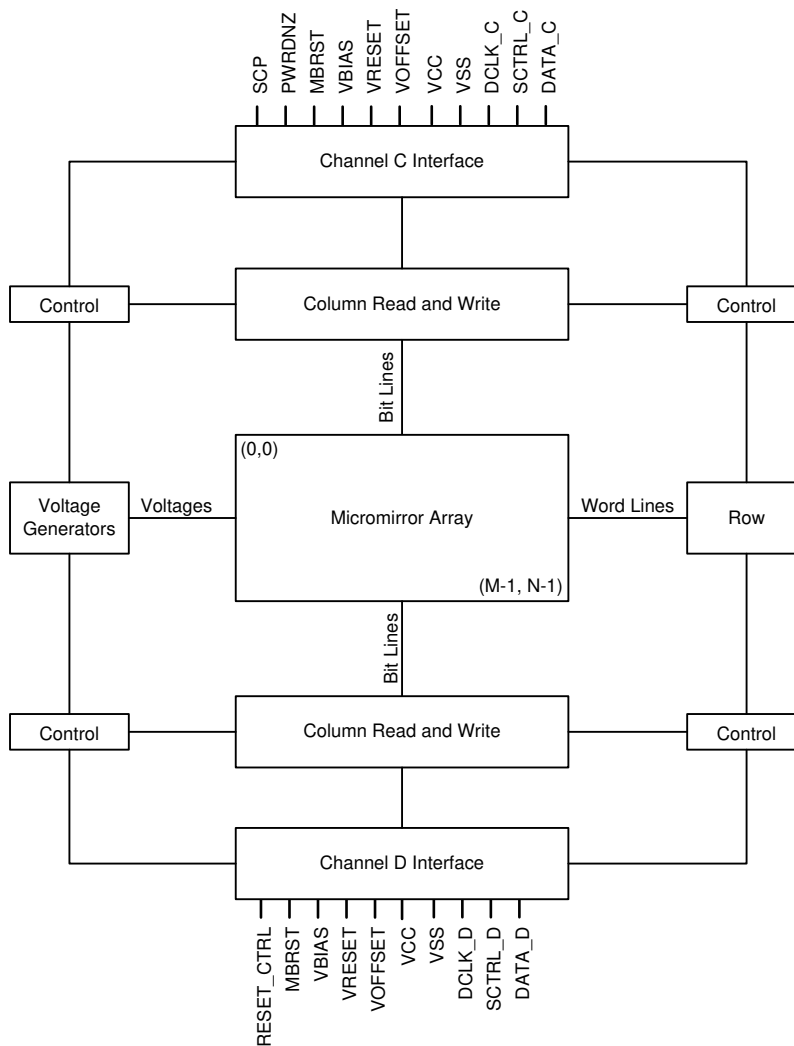 SCP
PWRDNZ
MBRST
VBIAS
VRESET
VOFFSET
VCC
VSS
DCLK_C
SCTRL_C
DATA_C
Channel C Interface
Control
Column Read and Write
Control
Bit Lines
(0,0)
Voltage
Generators
Voltages
Micromirror Array
Word Lines
Row
(M-1, N-1)
Bit Lines
Control
Column Read and Write
Control
Channel D Interface
RESET_CTRL
MBRST
VBIAS
VRESET
VOFFSET
VCC
VSS
DCLK_D
SCTRL_D
DATA_D